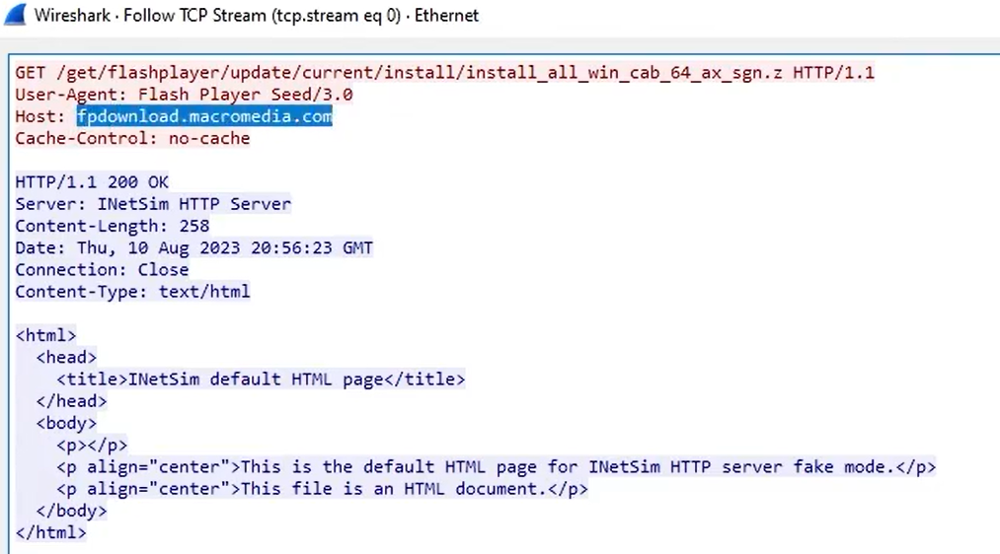 Wireshark · Follow TCP Stream (tcp.stream eq 0) · Ethernet
GET /get/flashplayer/update/current/install/install_all_win_cab_64_ax_sgn.z HTTP/1.1
User-Agent: Flash Player Seed/3.0
Host: fpdownload.macromedia.com
Cache-Control: no-cache
HTTP/1.1 200 OK
Server: INetSim HTTP Server
Content-Length: 258
Date: Thu, 10 Aug 2023 20:56:23 GMT
Connection: Close
Content-Type: text/html
<html>
<head>
<title>INetSim default HTML page</title>
</head>
<body>
<p></p>
<p align="center">This is the default HTML page for INetSim HTTP server fake mode.</p>
<p align="center">This file is an HTML document.</p>
</body>
</html>